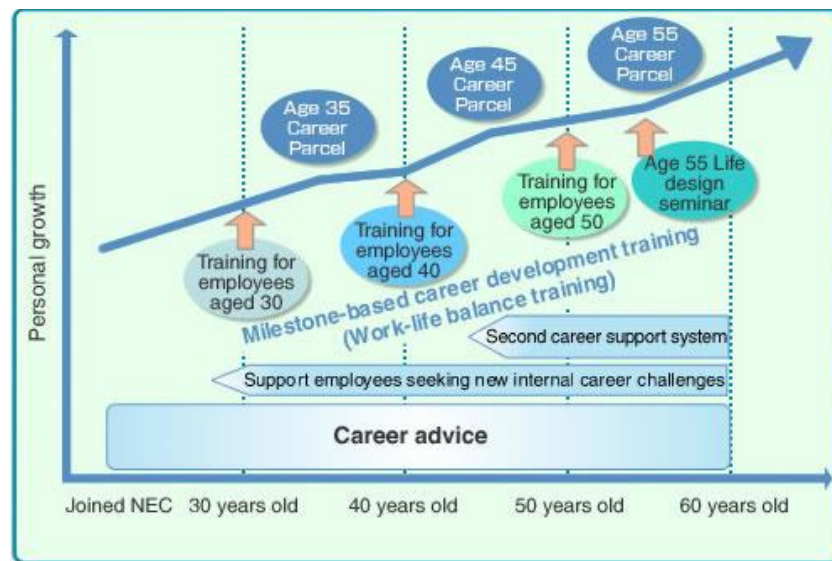 Age 55
Career
Parcel
Age 45
Career
Parcel
Age 35
Career
Parcel
Personal growth
Training for
employees
aged 30
Training for
employees
aged 40
Training for
employees
aged 50
Age 55 Life
design
seminar
Milestone-based career development training
(Work-life balance training)
Second career support system
Support employees seeking new internal career challenges
Career advice
Joined NEC 30 years old 40 years old 50 years old 60 years old